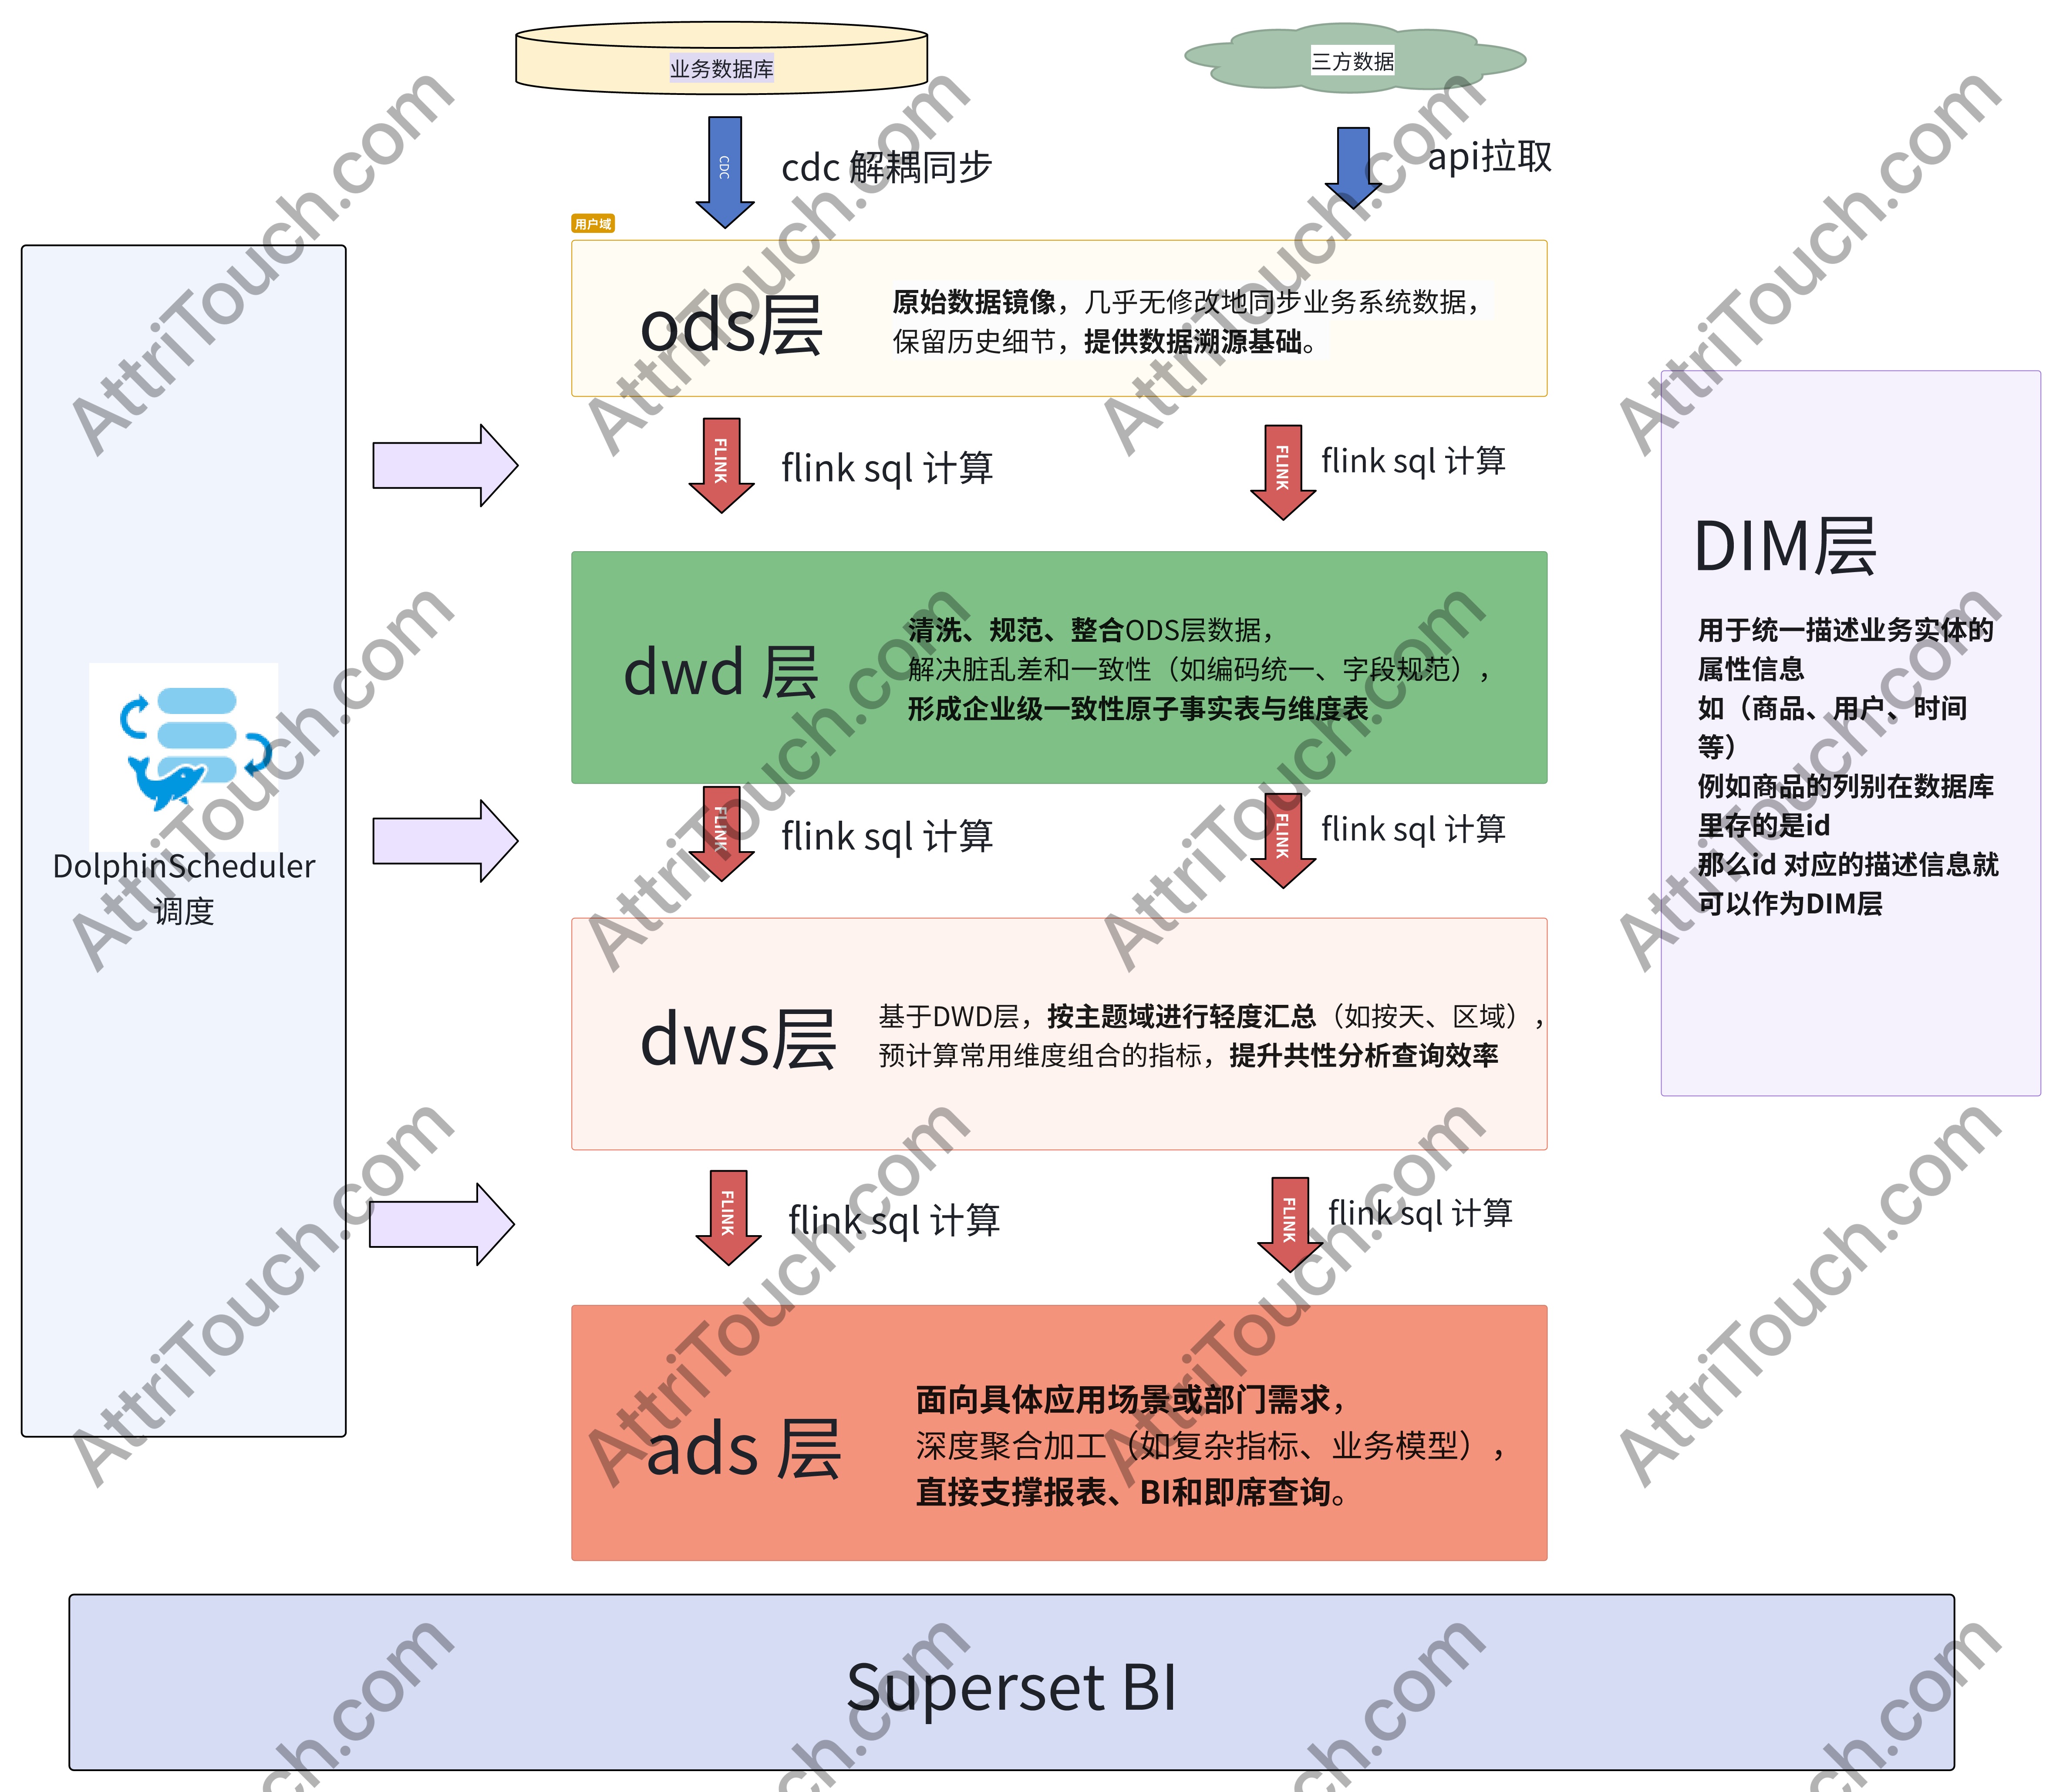 业务数据库
三方数据
CDC
cdc 解耦同步
api拉取
用户域
ods层
原始数据镜像，几乎无修改地同步业务系统数据，
保留历史细节，提供数据溯源基础。
FLINK
flink sql 计算
FLINK
flink sql 计算
dwd 层
清洗、规范、整合ODS层数据，
解决脏乱差和一致性（如编码统一、字段规范），
形成企业级一致性原子事实表与维度表
FLINK
flink sql 计算
FLINK
flink sql 计算
DolphinScheduler
调度
DIM层
用于统一描述业务实体的
属性信息
如（商品、用户、时间
等）
例如商品的列别在数据库
里存的是id
那么id 对应的描述信息就
可以作为DIM层
dws层
基于DWD层，按主题域进行轻度汇总（如按天、区域），
预计算常用维度组合的指标，提升共性分析查询效率
FLINK
flink sql 计算
FLINK
flink sql 计算
ads 层
面向具体应用场景或部门需求，
深度聚合加工（如复杂指标、业务模型），
直接支撑报表、BI和即席查询。
Superset BI
AttriTouch.com
AttriTouch.com
AttriTouch.com
AttriTouch.com
AttriTouch.com
AttriTouch.com
AttriTouch.com
AttriTouch.com
AttriTouch.com
AttriTouch.com
AttriTouch.com
AttriTouch.com
ch.com
ch.com
ch.com
ch.com